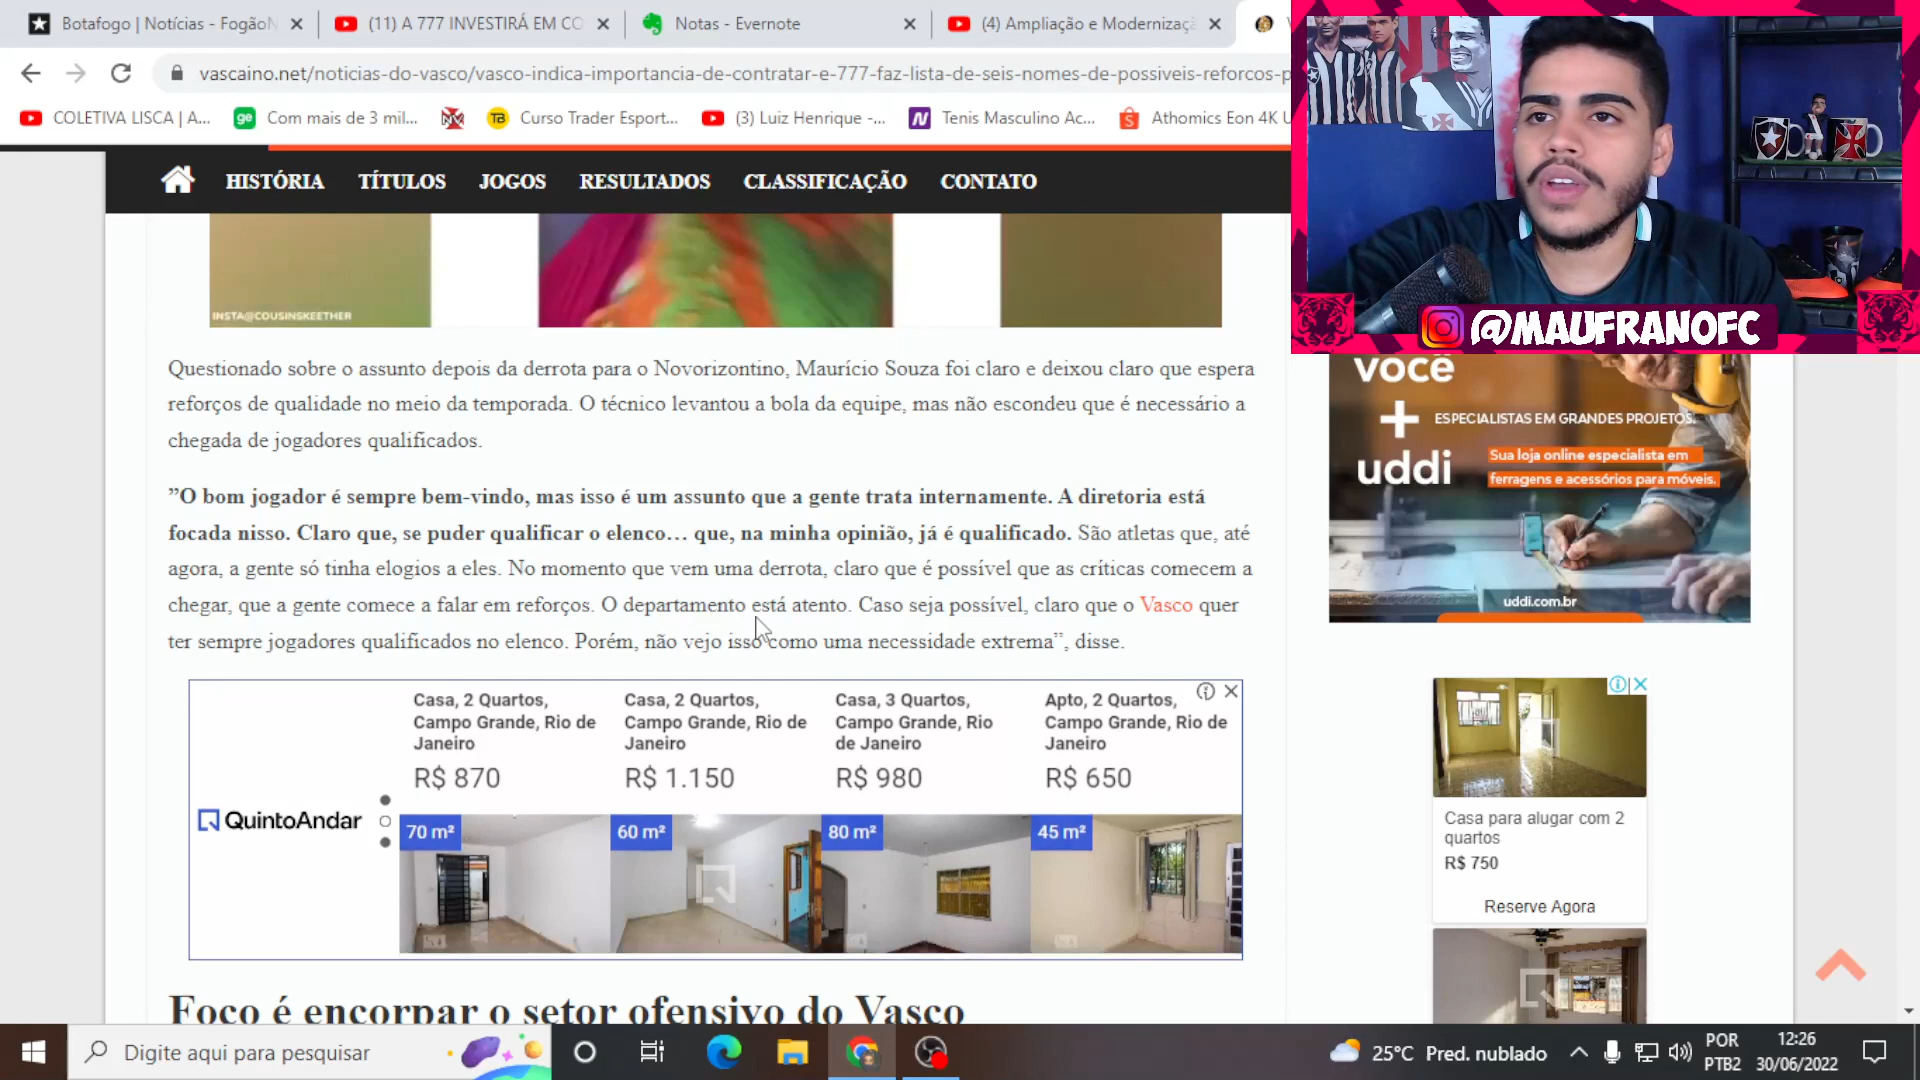 Botafogo | Notícias - FogãoN
(11) A 777 INVESTIRÁ EM CO
Notas - Evernote
(4) Ampliação e Modernizaç
vascaino.net/noticias-do-vasco/vasco-indica-importancia-de-contratar-e-777-faz-lista-de-seis-nomes-de-possiveis-reforcos-p
COLETIVA LISCA | A...
Com mais de 3 mil...
Curso Trader Esport...
(3) Luiz Henrique -...
Tenis Masculino Ac...
Athomics Eon 4K U
HISTÓRIA
TÍTULOS
JOGOS
RESULTADOS
CLASSIFICAÇÃO
CONTATO
@MAUFRANOFC
INSTA@COUSINSKEETHER
Questionado sobre o assunto depois da derrota para o Novorizontino, Maurício Souza foi claro e deixou claro que espera
reforços de qualidade no meio da temporada. O técnico levantou a bola da equipe, mas não escondeu que é necessário a
chegada de jogadores qualificados.
”O bom jogador é sempre bem-vindo, mas isso é um assunto que a gente trata internamente. A diretoria está
focada nisso. Claro que, se puder qualificar o elenco… que, na minha opinião, já é qualificado. São atletas que, até
agora, a gente só tinha elogios a eles. No momento que vem uma derrota, claro que é possível que as críticas comecem a
chegar, que a gente comece a falar em reforços. O departamento está atento. Caso seja possível, claro que o Vasco quer
ter sempre jogadores qualificados no elenco. Porém, não vejo isso como uma necessidade extrema”, disse.
você
+
uddi
ESPECIALISTAS EM GRANDES PROJETOS.
Sua loja online especialista em
ferragens e acessórios para móveis.
uddi.com.br
QuintoAndar
Casa, 2 Quartos,
Campo Grande, Rio de
Janeiro
R$ 870
70 m²
Casa, 2 Quartos,
Campo Grande, Rio de
Janeiro
R$ 1.150
60 m²
Casa, 3 Quartos,
Campo Grande, Rio
de Janeiro
R$ 980
80 m²
Apto, 2 Quartos,
Campo Grande, Rio de
Janeiro
R$ 650
45 m²
Casa para alugar com 2
quartos
R$ 750
Reserve Agora
Foco é encorpar o setor ofensivo do Vasco
Digite aqui para pesquisar
25°C Pred. nublado
POR
PTB2
12:26
30/06/2022